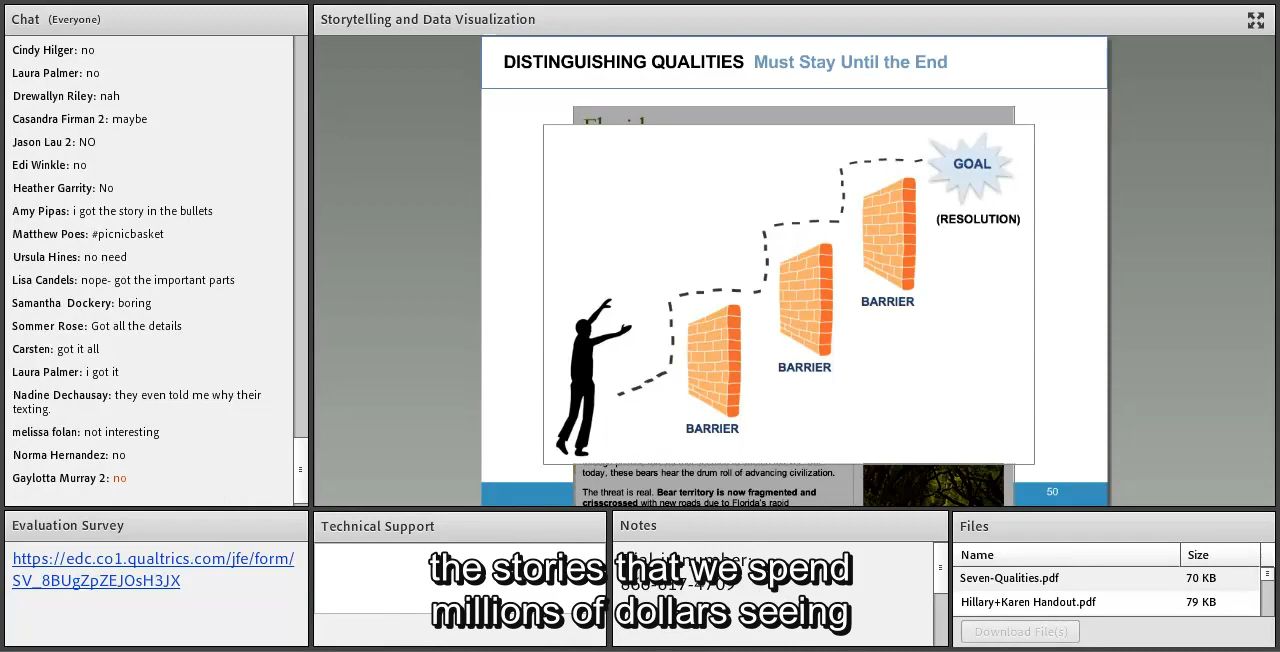 Chat (Everyone)
Cindy Hilger: no
Laura Palmer: no
Drewallyn Riley: nah
Casandra Firman 2: maybe
Jason Lau 2: NO
Edi Winkle: no
Heather Garrity: No
Amy Pipas: i got the story in the bullets
Matthew Poes: #picnicbasket
Ursula Hines: no need
Lisa Candels: nope- got the important parts
Samantha Dockery: boring
Sommer Rose: Got all the details
Carsten: got it all
Laura Palmer: i got it
Nadine Dechausay: they even told me why their
texting.
melissa folan: not interesting
Norma Hernandez: no
Gaylotta Murray 2: no
Storytelling and Data Visualization
DISTINGUISHING QUALITIES Must Stay Until the End
GOAL
(RESOLUTION)
BARRIER
BARRIER
BARRIER
today, these bears hear the drum roll of advancing civilization.
The threat is real. Bear territory is now fragmented and
crisscrossed with new roads due to Florida's rapid
50
Evaluation Survey
https://edc.co1.qualtrics.com/jfe/form/
SV_8BUgZpZEJOsH3JX
Technical Support
Notes
the stories that we spend
millions of dollars seeing
Files
Name Size
Seven-Qualities.pdf 70 KB
Hillary+Karen Handout.pdf 79 KB
Download File(s)